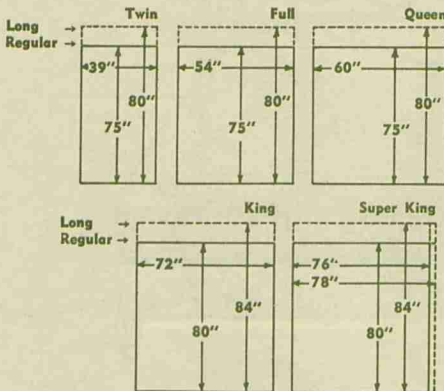 Twin Full Queen
Long →
Regular →
39" 54" 60"
80" 80" 80"
75" 75" 75"
King Super King
Long →
Regular →
72" 76"
78"
84" 84"
80" 80"